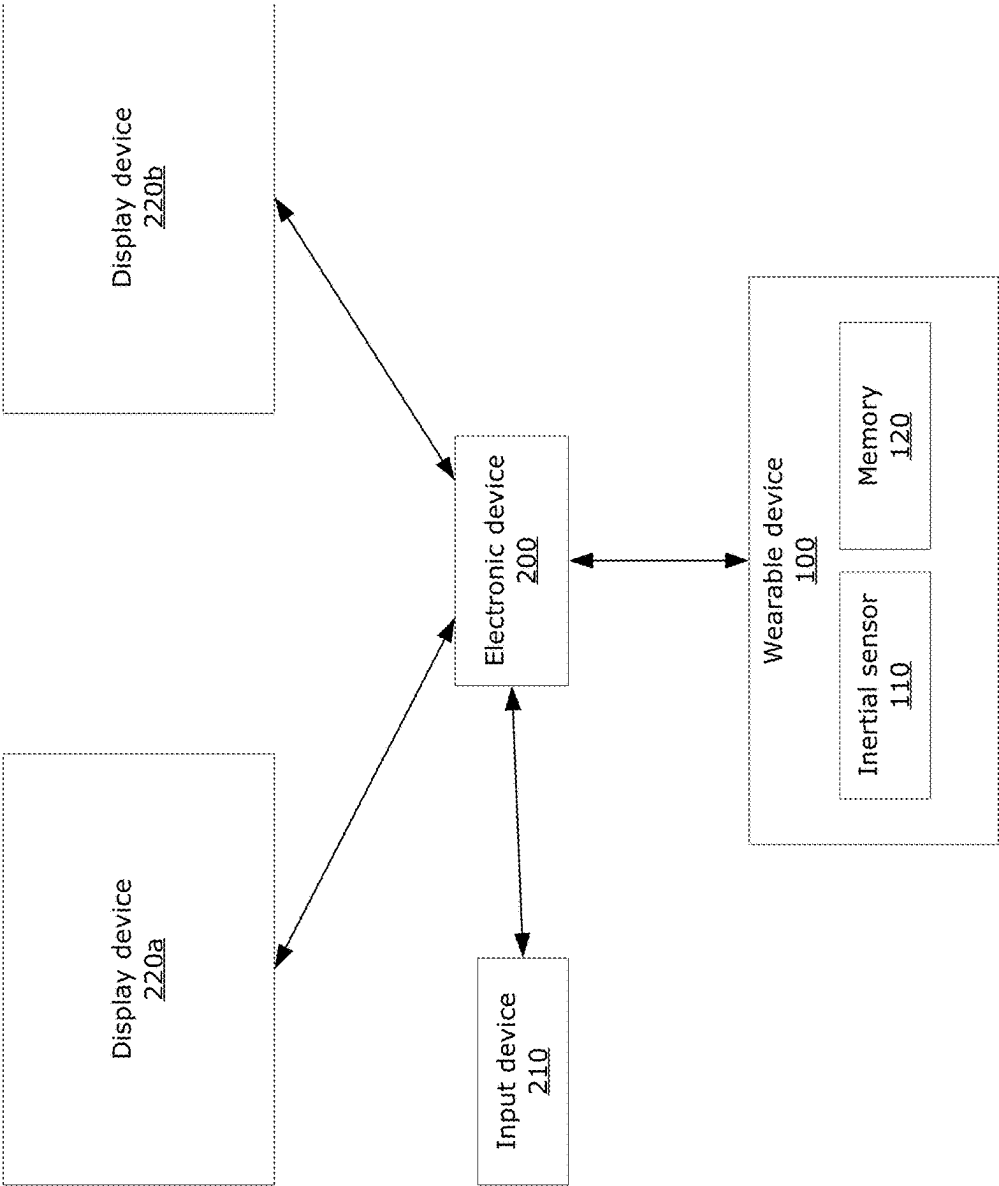 Display device
220a
Display device
220b
Electronic device
200
Input device
210
Wearable device
100
Inertial sensor
110
Memory
120